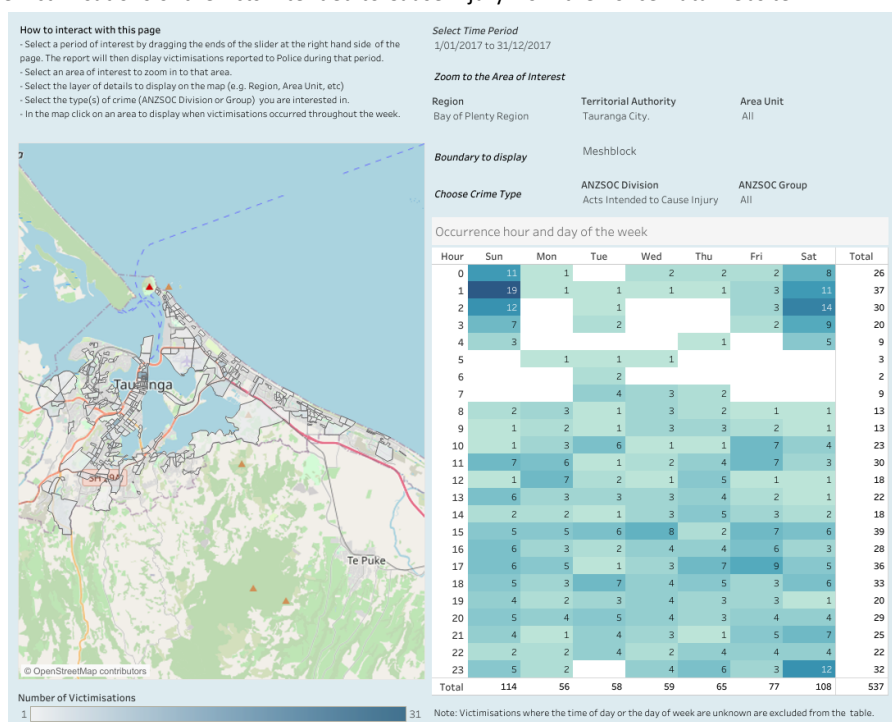 How to interact with this page
- Select a period of interest by dragging the ends of the slider at the right hand side of the
page. The report will then display victimisations reported to Police during that period.
- Select an area of interest to zoom in to that area.
- Select the layer of details to display on the map (e.g. Region, Area Unit, etc)
- Select the type(s) of crime (ANZSOC Division or Group) you are interested in.
- In the map click on an area to display when victimisations occurred throughout the week.
Select Time Period
1/01/2017 to 31/12/2017
Zoom to the Area of Interest
Region Territorial Authority Area Unit
Bay of Plenty Region Tauranga City. All
Boundary to display Meshblock
Choose Crime Type ANZSOC Division ANZSOC Group
Acts Intended to Cause Injury All
Tauranga
Te Puke
© OpenStreetMap contributors
Number of Victimisations
1 31
Occurrence hour and day of the week
Hour Sun Mon Tue Wed Thu Fri Sat Total
0 11 1 2 2 2 8 26
1 19 1 1 1 1 3 11 37
2 12 1 3 14 30
3 7 2 2 9 20
4 3 1 5 9
5 1 1 1 3
6 2 2
7 4 3 2 9
8 2 3 1 3 2 1 1 13
9 1 2 1 3 3 2 1 13
10 1 3 6 1 1 7 4 23
11 7 6 1 2 4 7 3 30
12 1 7 2 1 5 1 1 18
13 6 3 3 3 4 2 1 22
14 2 2 1 3 5 3 2 18
15 5 5 6 8 2 7 6 39
16 6 3 2 4 4 6 3 28
17 6 5 1 3 7 9 5 36
18 5 3 7 4 5 3 6 33
19 4 2 3 4 3 3 1 20
20 5 4 5 4 3 4 4 29
21 4 1 4 3 1 5 7 25
22 2 2 4 2 4 4 4 22
23 5 2 4 6 3 12 32
Total 114 56 58 59 65 77 108 537
Note: Victimisations where the time of day or the day of week are unknown are excluded from the table.